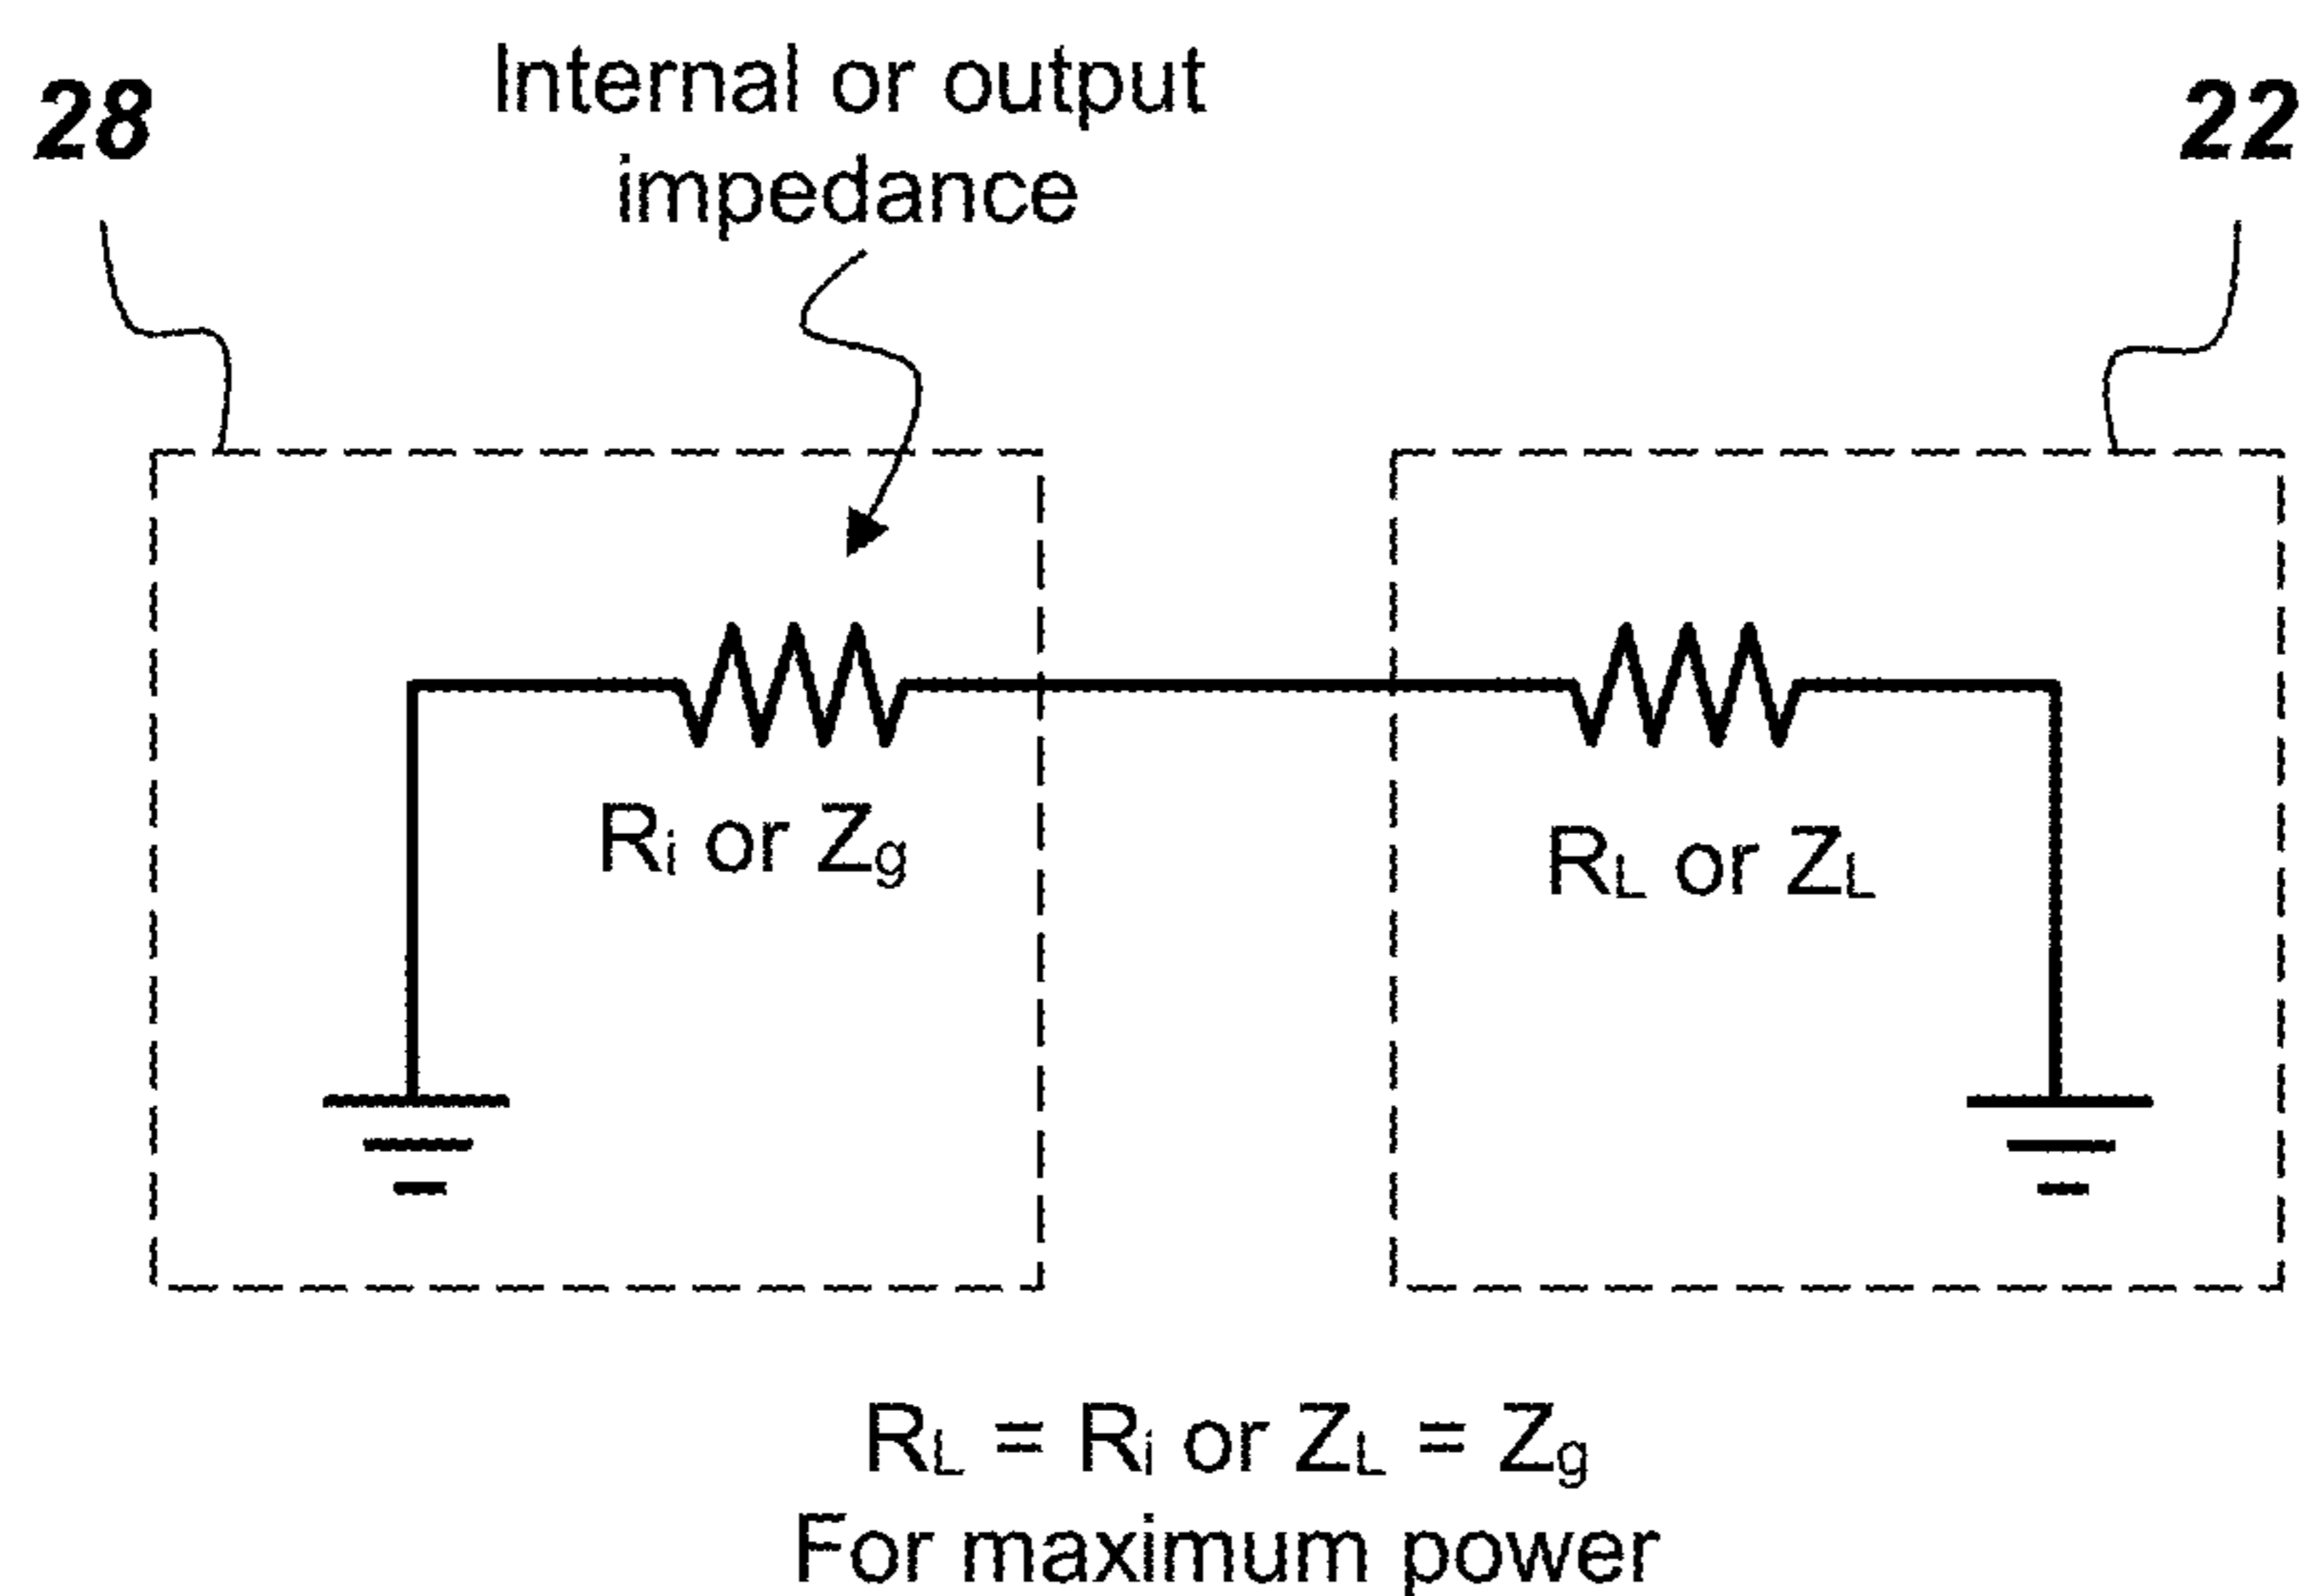 28
Internal or output
impedance
22
Ri or Zg
RL or ZL
RL = Ri or ZL = Zg
For maximum power